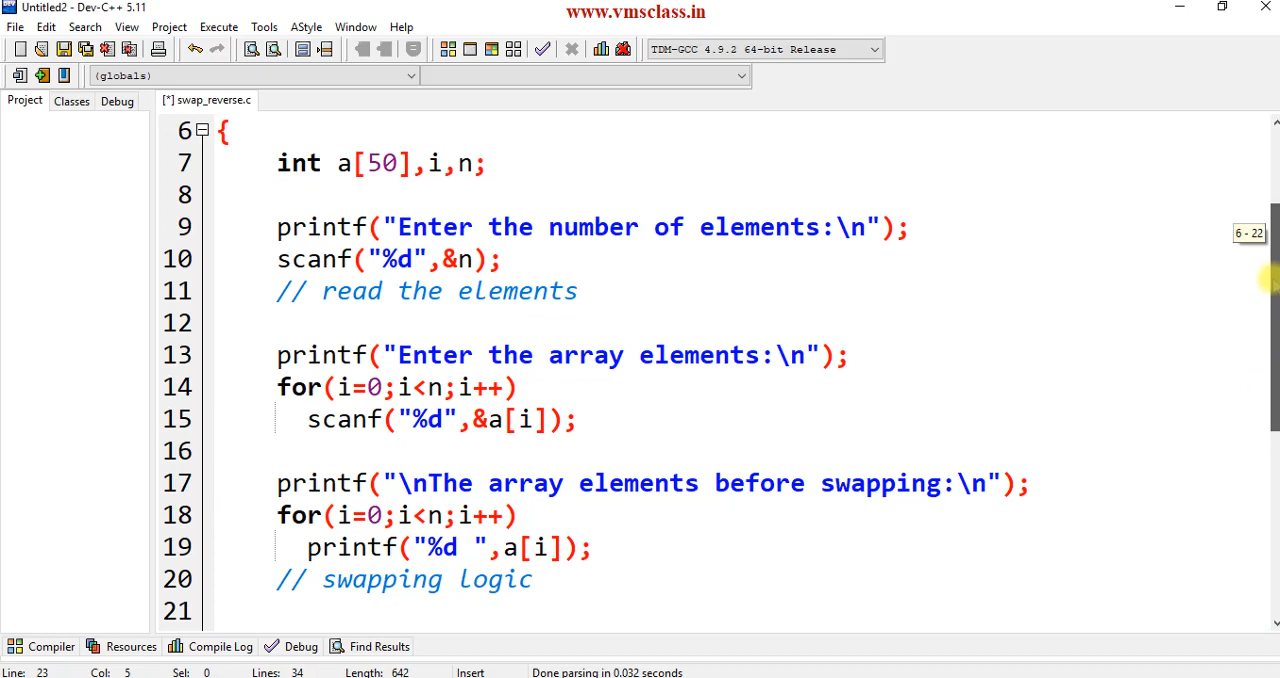 Untitled2 - Dev-C++ 5.11
www.vmsclass.in
File Edit Search View Project Execute Tools AStyle Window Help
TDM-GCC 4.9.2 64-bit Release
(globals)
Project Classes Debug [*] swap_reverse.c
6 {
7 int a[50],i,n;
8
9 printf("Enter the number of elements:\n");
6 - 22
10 scanf("%d",&n);
11 // read the elements
12
13 printf("Enter the array elements:\n");
14 for(i=0;i<n;i++)
15 scanf("%d",&a[i]);
16
17 printf("\nThe array elements before swapping:\n");
18 for(i=0;i<n;i++)
19 printf("%d ",a[i]);
20 // swapping logic
21
Compiler Resources Compile Log Debug Find Results
Line: 23 Col: 5 Sel: 0 Lines: 34 Length: 642 Insert Done parsing in 0.032 seconds